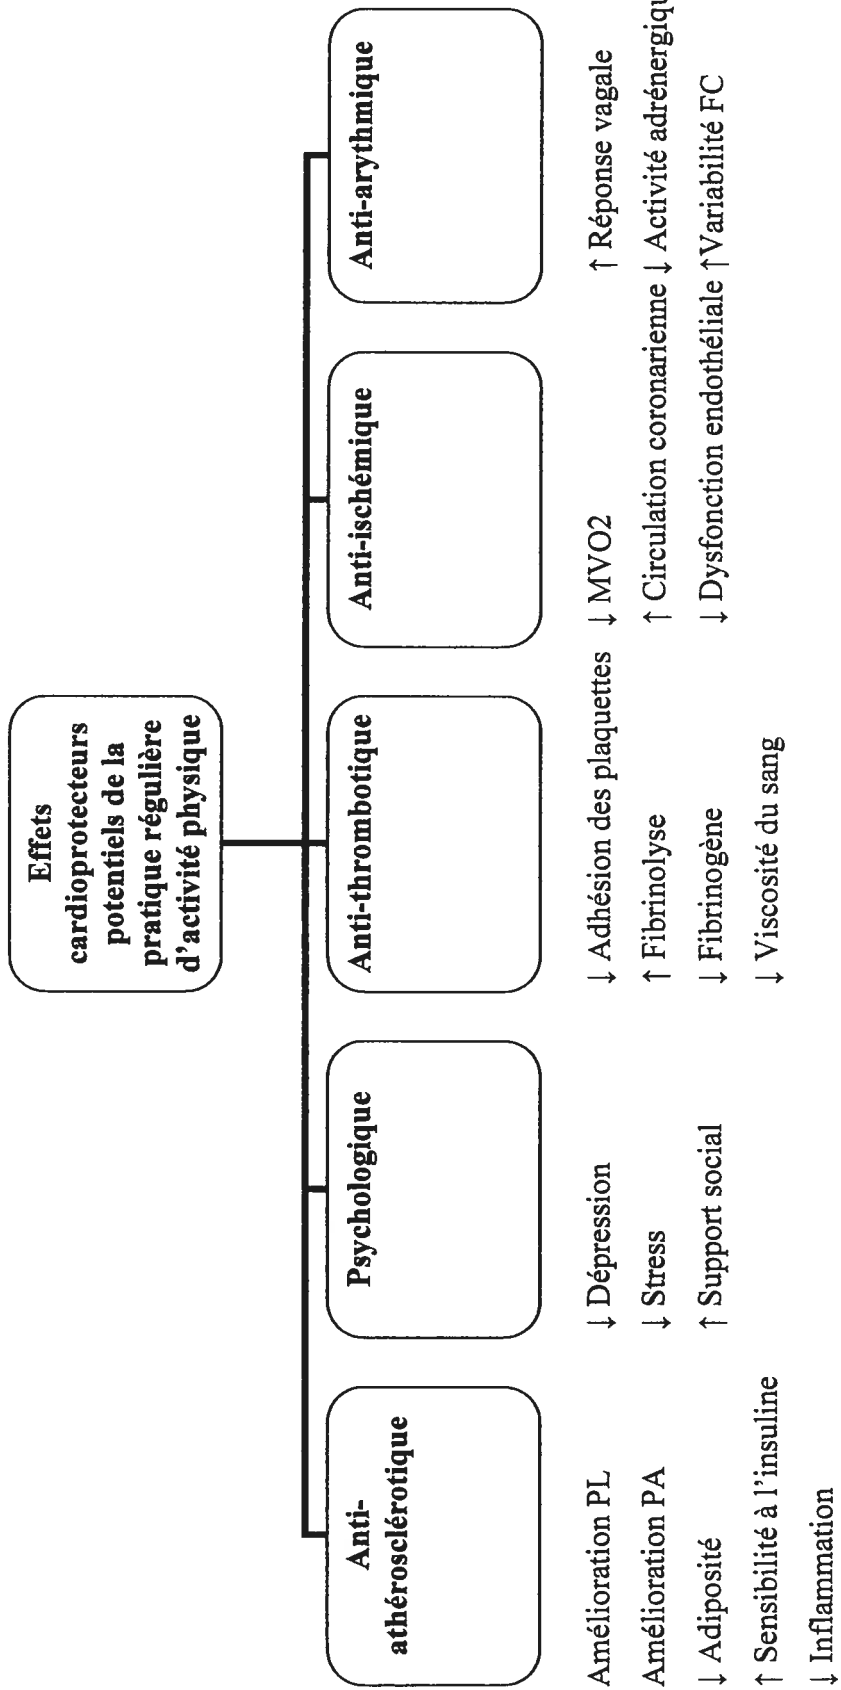 Effets
cardioprotecteurs
potentiels de la
pratique régulière
d'activité physique
Anti-
athérosclérotique
Psychologique
Anti-thrombotique
Anti-ischémique
Anti-arythmique
Amélioration PL
Amélioration PA
↓ Adiposité
↑ Sensibilité à l'insuline
↓ Inflammation
↓ Dépression
↓ Stress
↑ Support social
↓ Adhésion des plaquettes
↑ Fibrinolyse
↓ Fibrinogène
↓ Viscosité du sang
↓ MVO2
↑ Circulation coronarienne
↓ Dysfonction endothéliale
↑ Réponse vagale
↓ Activité adrénergiqu
↑Variabilité FC